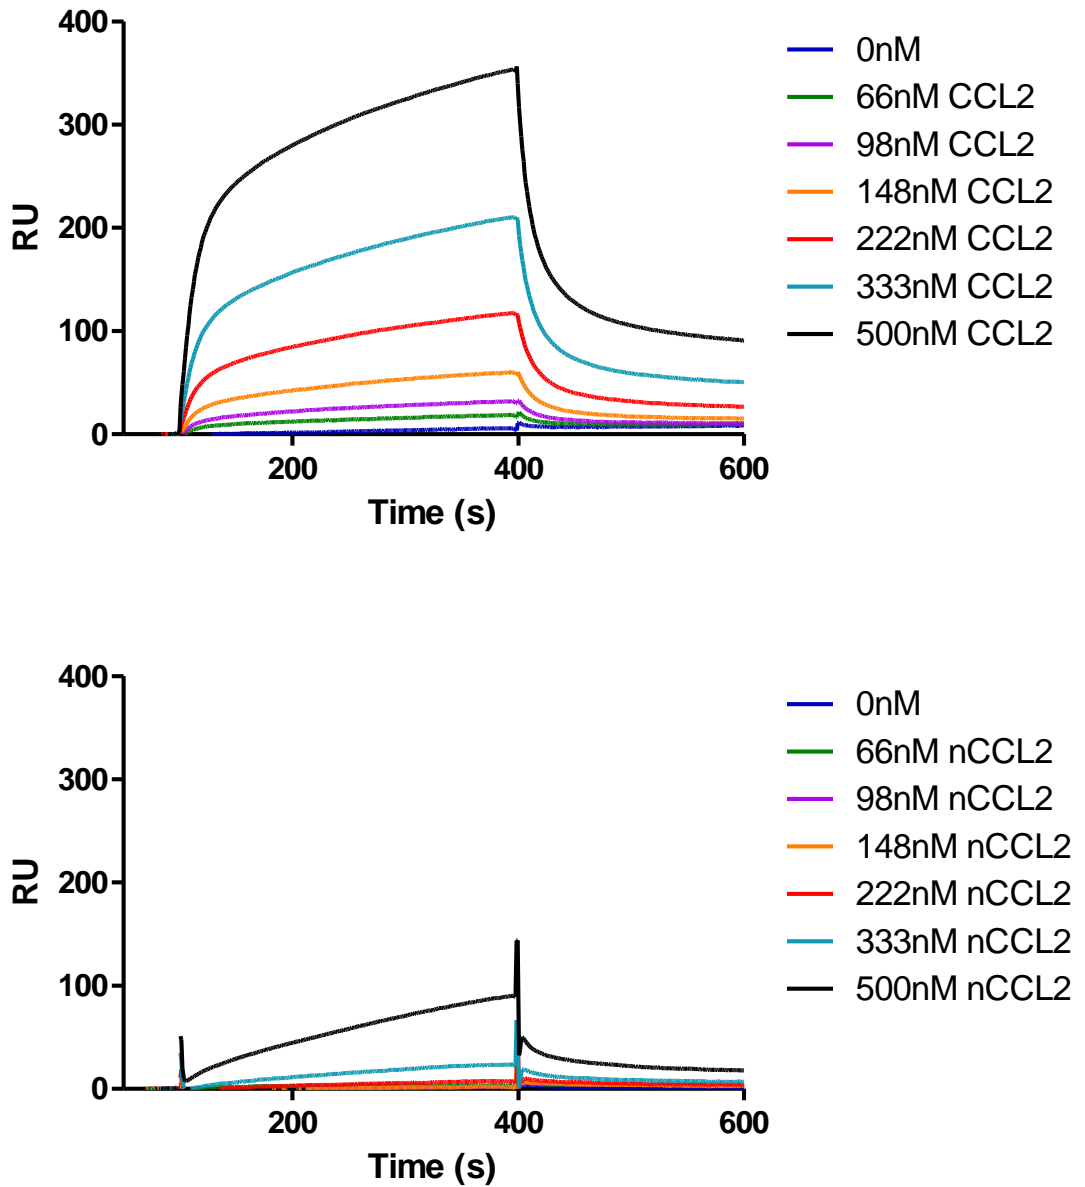 400
300
200
100
0
RU
200
400
600
Time (s)
0nM
66nM CCL2
98nM CCL2
148nM CCL2
222nM CCL2
333nM CCL2
500nM CCL2
400
300
200
100
0
RU
200
400
600
Time (s)
0nM
66nM nCCL2
98nM nCCL2
148nM nCCL2
222nM nCCL2
333nM nCCL2
500nM nCCL2